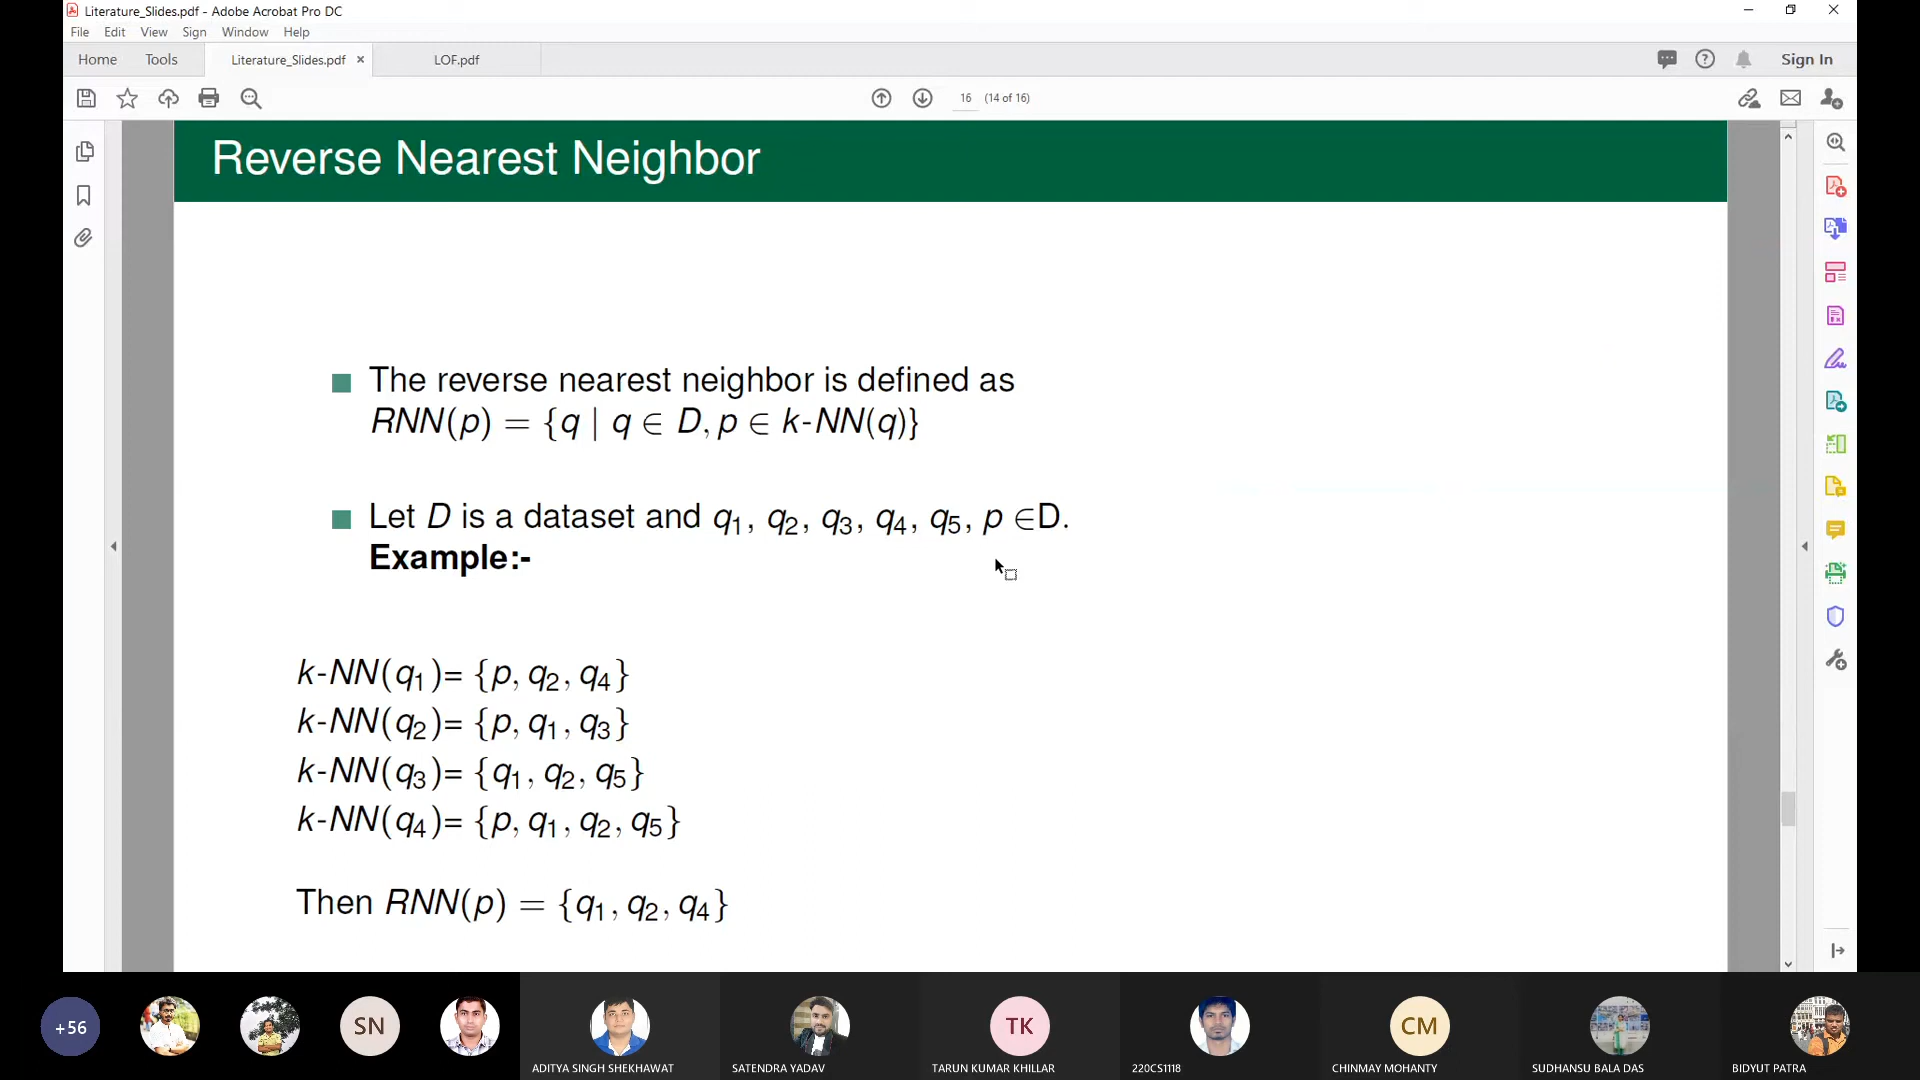 Literature_Slides.pdf - Adobe Acrobat Pro DC
File Edit View Sign Window Help
Home Tools Literature_Slides.pdf × LOF.pdf Sign In
16 (14 of 16)
Reverse Nearest Neighbor
The reverse nearest neighbor is defined as
RNN(p) = {q | q ∈ D, p ∈ k-NN(q)}
Let D is a dataset and q₁, q₂, q₃, q₄, q₅, p ∈D.
Example:-
k-NN(q₁)= {p, q₂, q₄}
k-NN(q₂)= {p, q₁, q₃}
k-NN(q₃)= {q₁, q₂, q₅}
k-NN(q₄)= {p, q₁, q₂, q₅}
Then RNN(p) = {q₁, q₂, q₄}
+56 SN TK CM
ADITYA SINGH SHEKHAWAT SATENDRA YADAV TARUN KUMAR KHILLAR 220CS1118 CHINMAY MOHANTY SUDHANSU BALA DAS BIDYUT PATRA